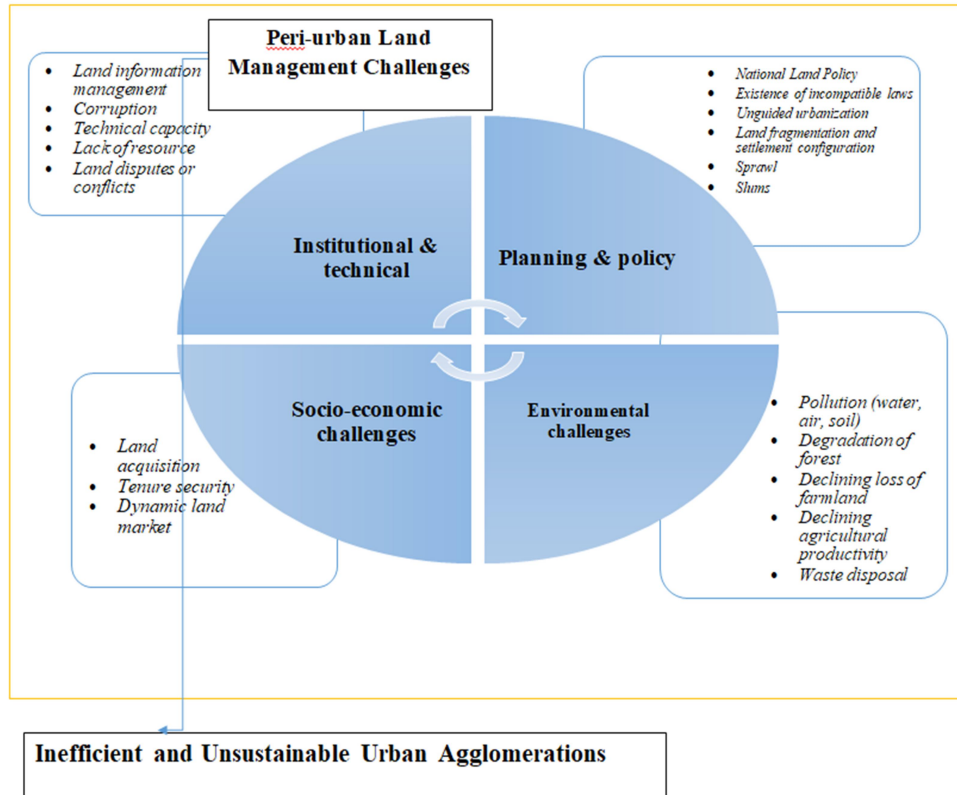 Peri-urban Land
Management Challenges
• Land information
management
• Corruption
• Technical capacity
• Lack of resource
• Land disputes or
conflicts
• National Land Policy
• Existence of incompatible laws
• Unguided urbanization
• Land fragmentation and
settlement configuration
• Sprawl
• Slums
Institutional &
technical
Planning & policy
Socio-economic
challenges
Environmental
challenges
• Land
acquisition
• Tenure security
• Dynamic land
market
• Pollution (water,
air, soil)
• Degradation of
forest
• Declining loss of
farmland
• Declining
agricultural
productivity
• Waste disposal
Inefficient and Unsustainable Urban Agglomerations